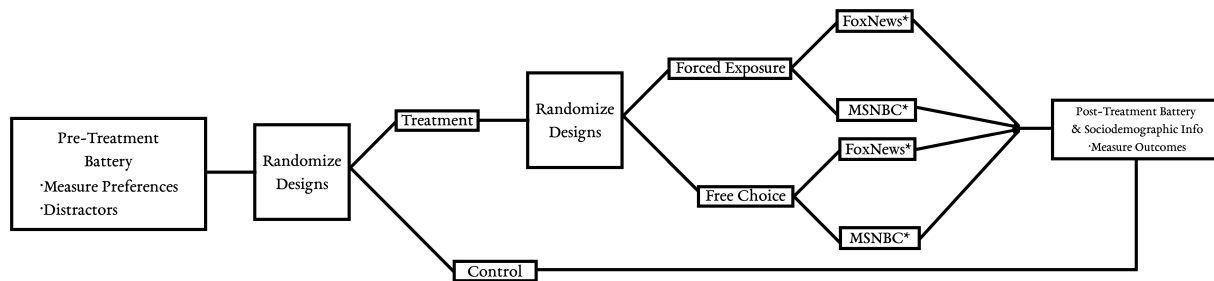 Pre-Treatment
Battery
·Measure Preferences
·Distractors
Randomize
Designs
Treatment
Control
Randomize
Designs
Forced Exposure
Free Choice
FoxNews*
MSNBC*
FoxNews*
MSNBC*
Post-Treatment Battery
& Sociodemographic Info
·Measure Outcomes